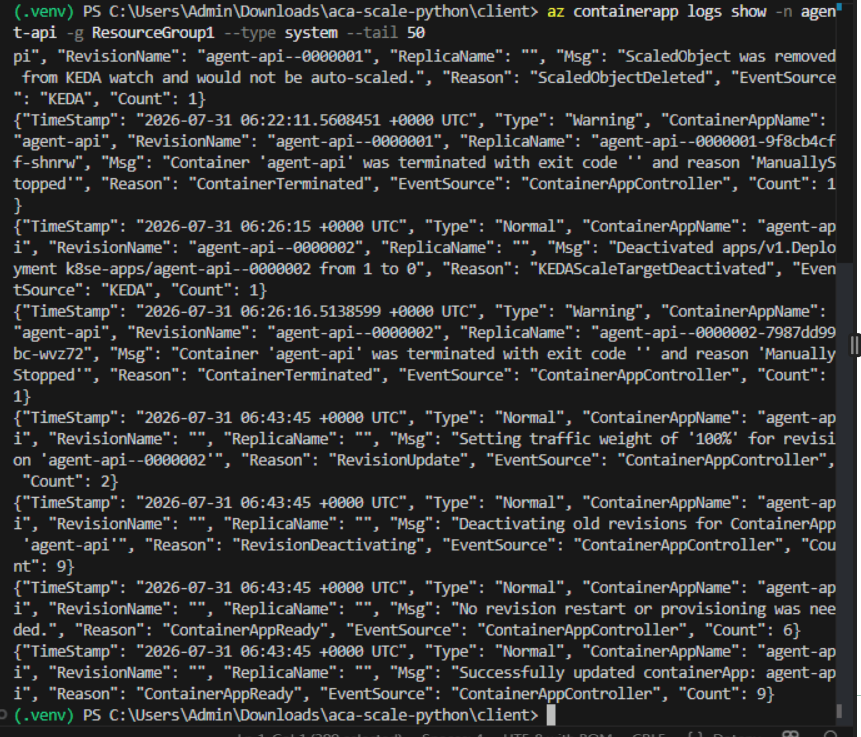 (.venv) PS C:\Users\Admin\Downloads\aca-scale-python\client> az containerapp logs show -n agen
t-api -g ResourceGroup1 --type system --tail 50
pi", "RevisionName": "agent-api--0000001", "ReplicaName": "", "Msg": "ScaledObject was removed
 from KEDA watch and would not be auto-scaled.", "Reason": "ScaledObjectDeleted", "EventSource
": "KEDA", "Count": 1}
{"TimeStamp": "2026-07-31 06:22:11.5608451 +0000 UTC", "Type": "Warning", "ContainerAppName":
"agent-api", "RevisionName": "agent-api--0000001", "ReplicaName": "agent-api--0000001-9f8cb4cf
f-shnrw", "Msg": "Container 'agent-api' was terminated with exit code '' and reason 'ManuallyS
topped'", "Reason": "ContainerTerminated", "EventSource": "ContainerAppController", "Count": 1
}
{"TimeStamp": "2026-07-31 06:26:15 +0000 UTC", "Type": "Normal", "ContainerAppName": "agent-ap
i", "RevisionName": "agent-api--0000002", "ReplicaName": "", "Msg": "Deactivated apps/v1.Deplo
yment k8se-apps/agent-api--0000002 from 1 to 0", "Reason": "KEDAScaleTargetDeactivated", "Even
tSource": "KEDA", "Count": 1}
{"TimeStamp": "2026-07-31 06:26:16.5138599 +0000 UTC", "Type": "Warning", "ContainerAppName":
"agent-api", "RevisionName": "agent-api--0000002", "ReplicaName": "agent-api--0000002-7987dd99
bc-wvz72", "Msg": "Container 'agent-api' was terminated with exit code '' and reason 'Manually
Stopped'", "Reason": "ContainerTerminated", "EventSource": "ContainerAppController", "Count":
1}
{"TimeStamp": "2026-07-31 06:43:45 +0000 UTC", "Type": "Normal", "ContainerAppName": "agent-ap
i", "RevisionName": "", "ReplicaName": "", "Msg": "Setting traffic weight of '100%' for revisi
on 'agent-api--0000002'", "Reason": "RevisionUpdate", "EventSource": "ContainerAppController",
 "Count": 2}
{"TimeStamp": "2026-07-31 06:43:45 +0000 UTC", "Type": "Normal", "ContainerAppName": "agent-ap
i", "RevisionName": "", "ReplicaName": "", "Msg": "Deactivating old revisions for ContainerApp
 'agent-api'", "Reason": "RevisionDeactivating", "EventSource": "ContainerAppController", "Cou
nt": 9}
{"TimeStamp": "2026-07-31 06:43:45 +0000 UTC", "Type": "Normal", "ContainerAppName": "agent-ap
i", "RevisionName": "", "ReplicaName": "", "Msg": "No revision restart or provisioning was nee
ded.", "Reason": "ContainerAppReady", "EventSource": "ContainerAppController", "Count": 6}
{"TimeStamp": "2026-07-31 06:43:45 +0000 UTC", "Type": "Normal", "ContainerAppName": "agent-ap
i", "RevisionName": "", "ReplicaName": "", "Msg": "Successfully updated containerApp: agent-ap
i", "Reason": "ContainerAppReady", "EventSource": "ContainerAppController", "Count": 9}
(.venv) PS C:\Users\Admin\Downloads\aca-scale-python\client>